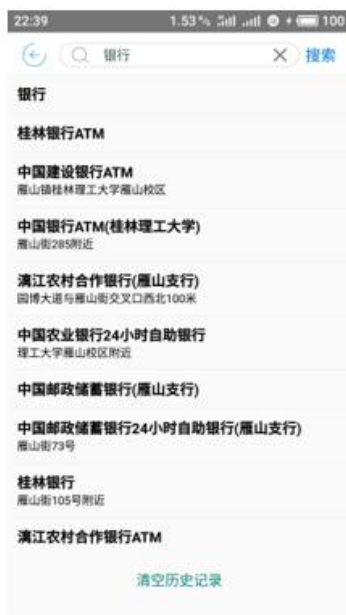 22:39
1.53 % 100
银行
搜索
银行
桂林银行ATM
中国建设银行ATM
雁山镇桂林理工大学雁山校区
中国银行ATM(桂林理工大学)
雁山街285附近
漓江农村合作银行(雁山支行)
园博大道与雁山街交叉口西北100米
中国农业银行24小时自助银行
理工大学雁山校区附近
中国邮政储蓄银行(雁山支行)
中国邮政储蓄银行24小时自助银行(雁山支行)
雁山街73号
桂林银行
雁山街105号附近
漓江农村合作银行ATM
清空历史记录